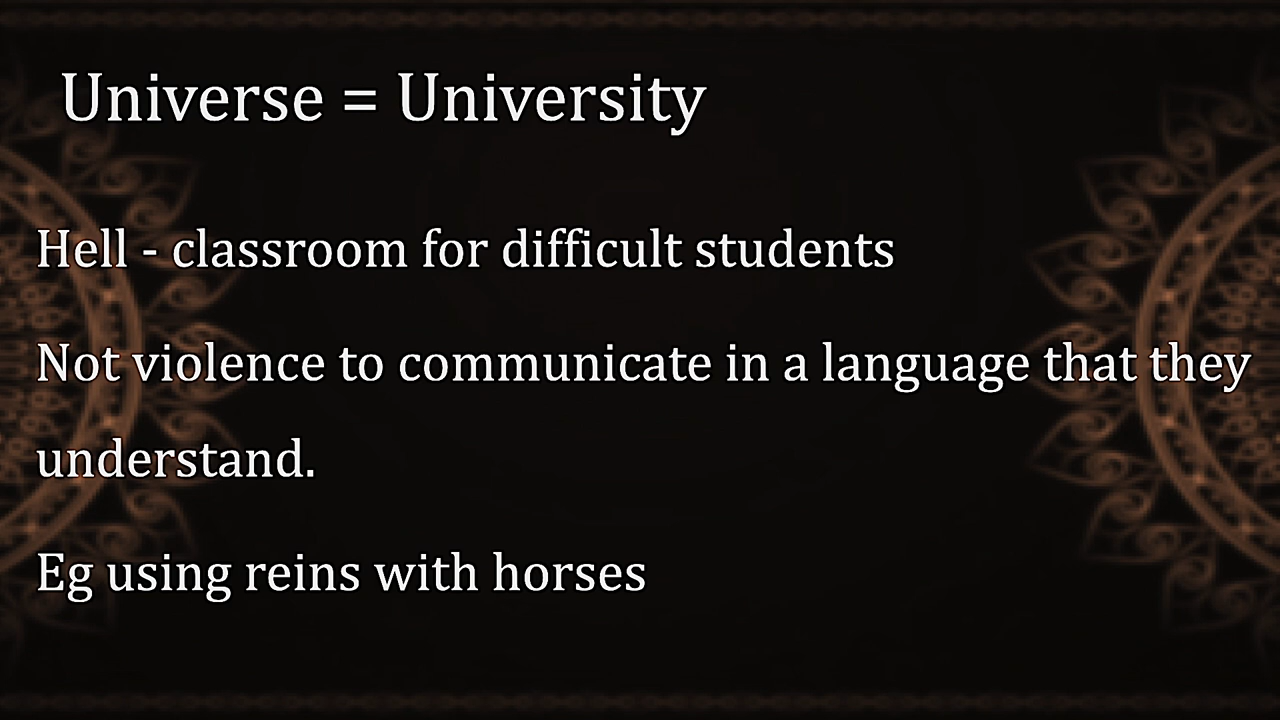 Universe = University
Hell - classroom for difficult students
Not violence to communicate in a language that they
understand.
Eg using reins with horses